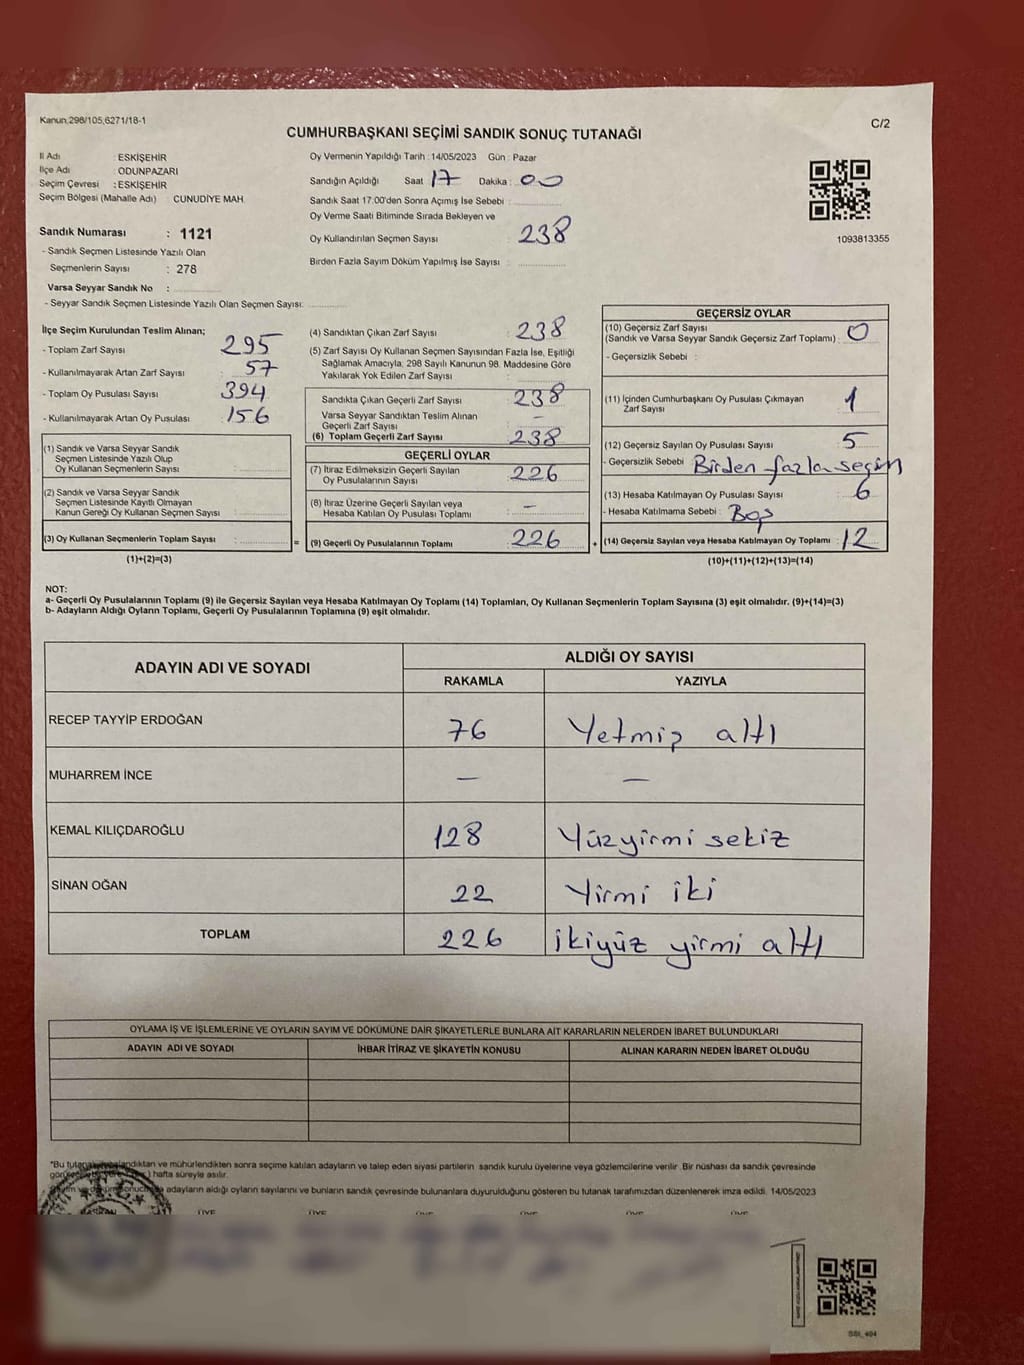 Kanun,298/105,6271/18-1
C/2
CUMHURBAŞKANI SEÇİMİ SANDIK SONUÇ TUTANAĞI
İl Adı : ESKİŞEHİR
İlçe Adı : ODUNPAZARI
Seçim Çevresi : ESKİŞEHİR
Seçim Bölgesi (Mahalle Adı) CUNUDİYE MAH.
Sandık Numarası : 1121
- Sandık Seçmen Listesinde Yazılı Olan
Seçmenlerin Sayısı : 278
Varsa Seyyar Sandık No :
- Seyyar Sandık Seçmen Listesinde Yazılı Olan Seçmen Sayısı:
Oy Vermenin Yapıldığı Tarih : 14/05/2023 Gün : Pazar
Sandığın Açıldığı Saat 17 Dakika : 00
Sandık Saat 17.00'den Sonra Açımış İse Sebebi :
Oy Verme Saati Bitiminde Sırada Bekleyen ve
Oy Kullandırılan Seçmen Sayısı : 238
Birden Fazla Sayım Döküm Yapılmış İse Sayısı :
1093813355
İlçe Seçim Kurulundan Teslim Alınan;
- Toplam Zarf Sayısı : 295
- Kullanılmayarak Artan Zarf Sayısı : 57
- Toplam Oy Pusulası Sayısı : 394
- Kullanılmayarak Artan Oy Pusulası : 156
(1) Sandık ve Varsa Seyyar Sandık
Seçmen Listesinde Yazılı Olup
Oy Kullanan Seçmenlerin Sayısı :
(2) Sandık ve Varsa Seyyar Sandık
Seçmen Listesinde Kayıtlı Olmayan
Kanun Gereği Oy Kullanan Seçmen Sayısı :
(3) Oy Kullanan Seçmenlerin Toplam Sayısı :
(1)+(2)=(3)
(4) Sandıktan Çıkan Zarf Sayısı : 238
(5) Zarf Sayısı Oy Kullanan Seçmen Sayısından Fazla İse, Eşitliği
Sağlamak Amacıyla; 298 Sayılı Kanunun 98. Maddesine Göre
Yakılarak Yok Edilen Zarf Sayısı :
Sandıkta Çıkan Geçerli Zarf Sayısı : 238
Varsa Seyyar Sandıktan Teslim Alınan
Geçerli Zarf Sayısı : -
(6) Toplam Geçerli Zarf Sayısı : 238
GEÇERLİ OYLAR
(7) İtiraz Edilmeksizin Geçerli Sayılan
Oy Pusulalarının Sayısı : 226
(8) İtiraz Üzerine Geçerli Sayılan veya
Hesaba Katılan Oy Pusulası Toplamı : -
= (9) Geçerli Oy Pusulalarının Toplamı : 226 +
GEÇERSİZ OYLAR
(10) Geçersiz Zarf Sayısı
(Sandık ve Varsa Seyyar Sandık Geçersiz Zarf Toplamı) : 0
- Geçersizlik Sebebi :
(11) İçinden Cumhurbaşkanı Oy Pusulası Çıkmayan
Zarf Sayısı : 1
(12) Geçersiz Sayılan Oy Pusulası Sayısı : 5
- Geçersizlik Sebebi : Birden fazla seçim
(13) Hesaba Katılmayan Oy Pusulası Sayısı : 6
- Hesaba Katılmama Sebebi : Boş
(14) Geçersiz Sayılan veya Hesaba Katılmayan Oy Toplamı : 12
(10)+(11)+(12)+(13)=(14)
NOT:
a- Geçerli Oy Pusulalarının Toplamı (9) ile Geçersiz Sayılan veya Hesaba Katılmayan Oy Toplamı (14) Toplamları, Oy Kullanan Seçmenlerin Toplam Sayısına (3) eşit olmalıdır. (9)+(14)=(3)
b- Adayların Aldığı Oyların Toplamı, Geçerli Oy Pusulalarının Toplamına (9) eşit olmalıdır.
ADAYIN ADI VE SOYADI ALDIĞI OY SAYISI
RAKAMLA YAZIYLA
RECEP TAYYİP ERDOĞAN 76 Yetmiş altı
MUHARREM İNCE — —
KEMAL KILIÇDAROĞLU 128 Yüzyirmi sekiz
SİNAN OĞAN 22 Yirmi iki
TOPLAM 226 ikiyüz yirmi altı
OYLAMA İŞ VE İŞLEMLERİNE VE OYLARIN SAYIM VE DÖKÜMÜNE DAİR ŞİKAYETLERLE BUNLARA AİT KARARLARIN NELERDEN İBARET BULUNDUKLARI
ADAYIN ADI VE SOYADI İHBAR İTİRAZ VE ŞİKAYETİN KONUSU ALINAN KARARIN NEDEN İBARET OLDUĞU
*Bu mühürlendikten sonra seçime katılan adayların ve talep eden siyasi partilerin sandık kurulu üyelerine veya gözlemcilerine verilir. Bir nüshası da sandık çevresinde
) hafta süreyle asılır.
adayların aldığı oyların sayılarını ve bunların sandık çevresinde bulunanlara duyurulduğunu gösteren bu tutanak tarafımızdan düzenlenerek imza edildi. 14/05/2023
T.C.
ÜYE ÜYE ÜYE ÜYE ÜYE ÜYE